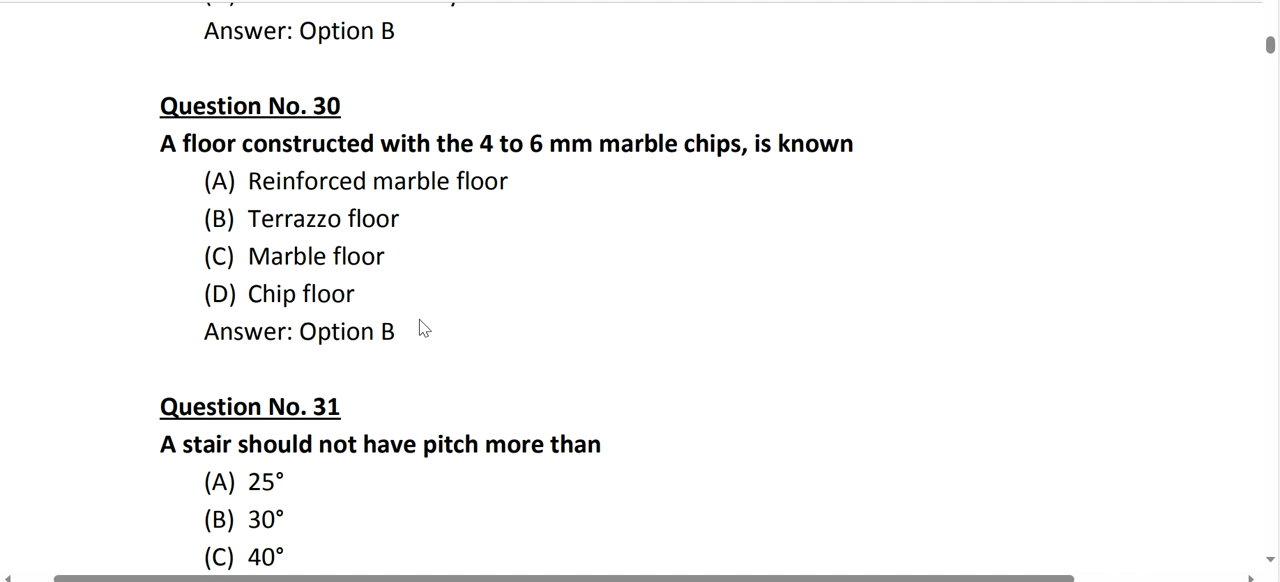 Answer: Option B
Question No. 30
A floor constructed with the 4 to 6 mm marble chips, is known
(A) Reinforced marble floor
(B) Terrazzo floor
(C) Marble floor
(D) Chip floor
Answer: Option B
Question No. 31
A stair should not have pitch more than
(A) 25°
(B) 30°
(C) 40°